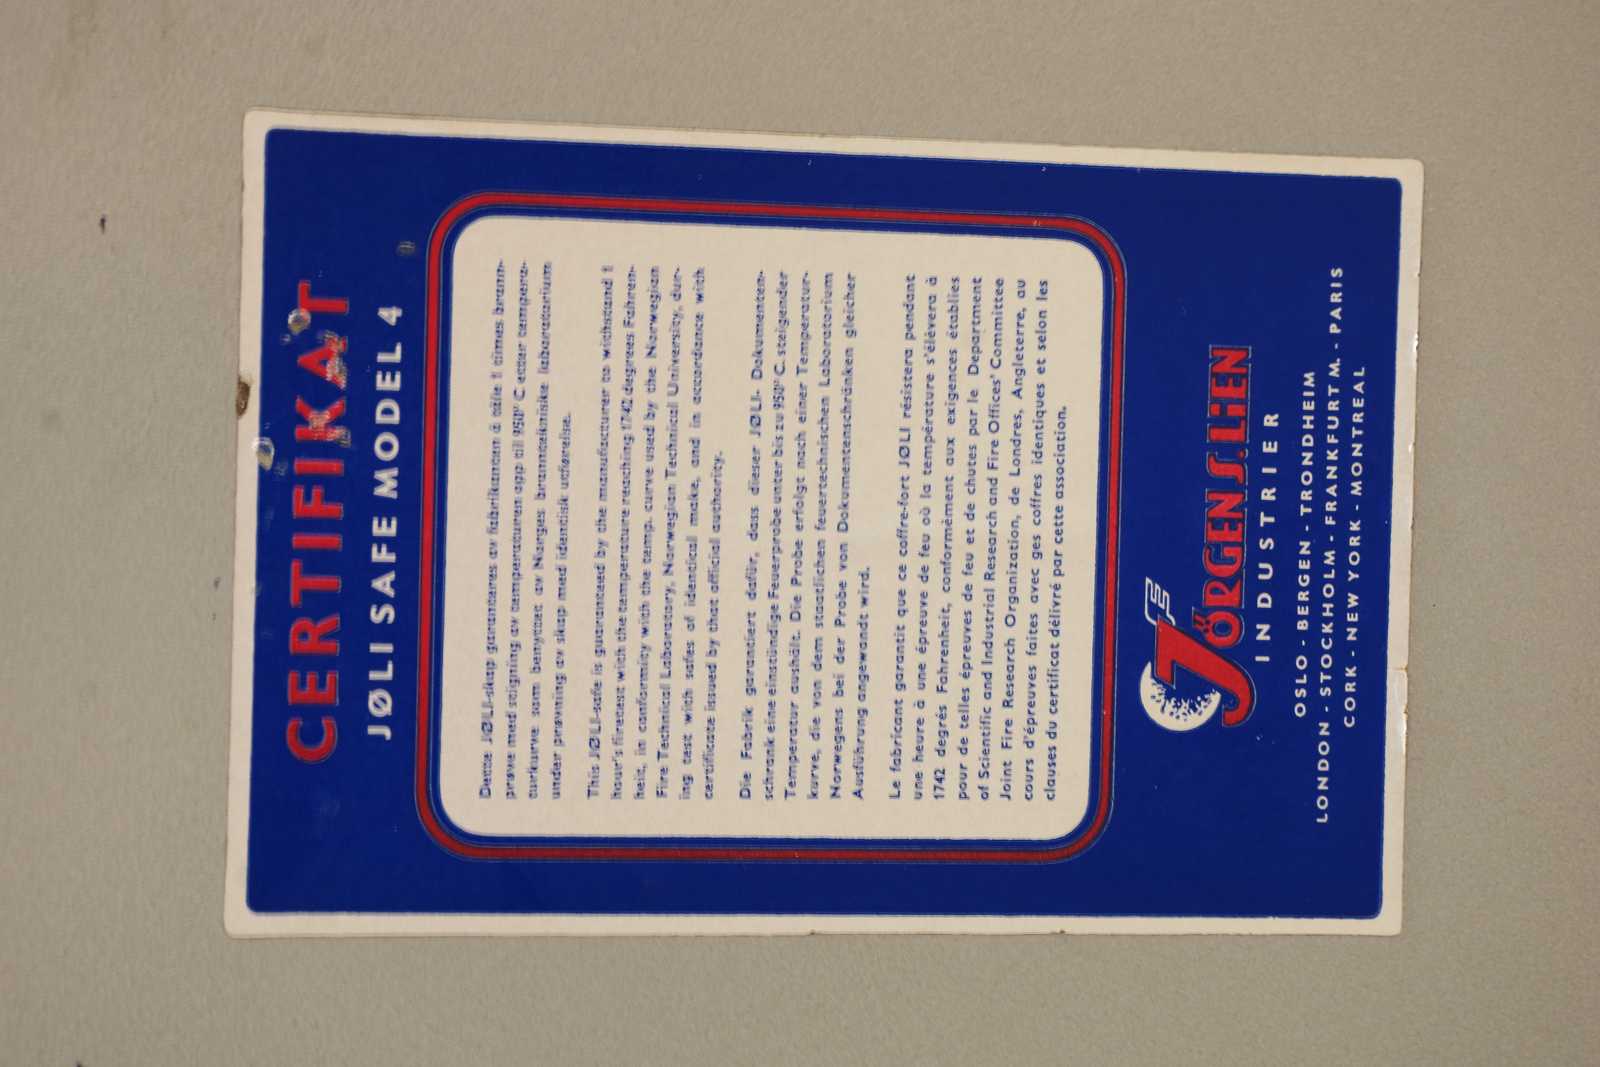 CERTIFIKAT
JØLI SAFE MODEL 4
Dette JØLI-skap garanteres av fabrikanten å tåle 1 times brann-
prøve med stigning av temperaturen opp till 950° C etter tempera-
turkurve som benyttet av Norges branntekniske laboratorium
under prøvning av skap med identisk utførelse.
This JØLI-safe is guaranteed by the manufacturer to withstand 1
hour's firetest with the temperature reaching 1742 degrees Fahren-
heit, in conformity with the temp. curve used by the Norwegian
Fire Technical Laboratory, Norwegian Technical University, dur-
ing test with safes of identical make, and in accordance with
certificate issued by that official authority.
Die Fabrik garantiert dafür, dass dieser JØLI- Dokumenten-
schrank eine einstündige Feuerprobe unter bis zu 950° C steigender
Temperatur aushält. Die Probe erfolgt nach einer Temperatur-
kurve, die von dem staatlichen feuertechnischen Laboratorium
Norwegens bei der Probe von Dokumentenschränken gleicher
Ausführung angewandt wird.
Le fabricant garantit que ce coffre-fort JØLI résistera pendant
une heure à une épreuve de feu où la température s'élèvera à
1742 degrés Fahrenheit, conformément aux exigences établies
pour de telles épreuves de feu et de chutes par le Department
of Scientific and Industrial Research and Fire Offices' Committee
Joint Fire Research Organization, de Londres, Angleterre, au
cours d'épreuves faites avec ges coffres identiques et selon les
clauses du certificat délivré par cette association.
JÖRGEN S. LIEN
INDUSTRIER
OSLO - BERGEN - TRONDHEIM
LONDON - STOCKHOLM - FRANKFURT M. - PARIS
CORK - NEW YORK - MONTREAL